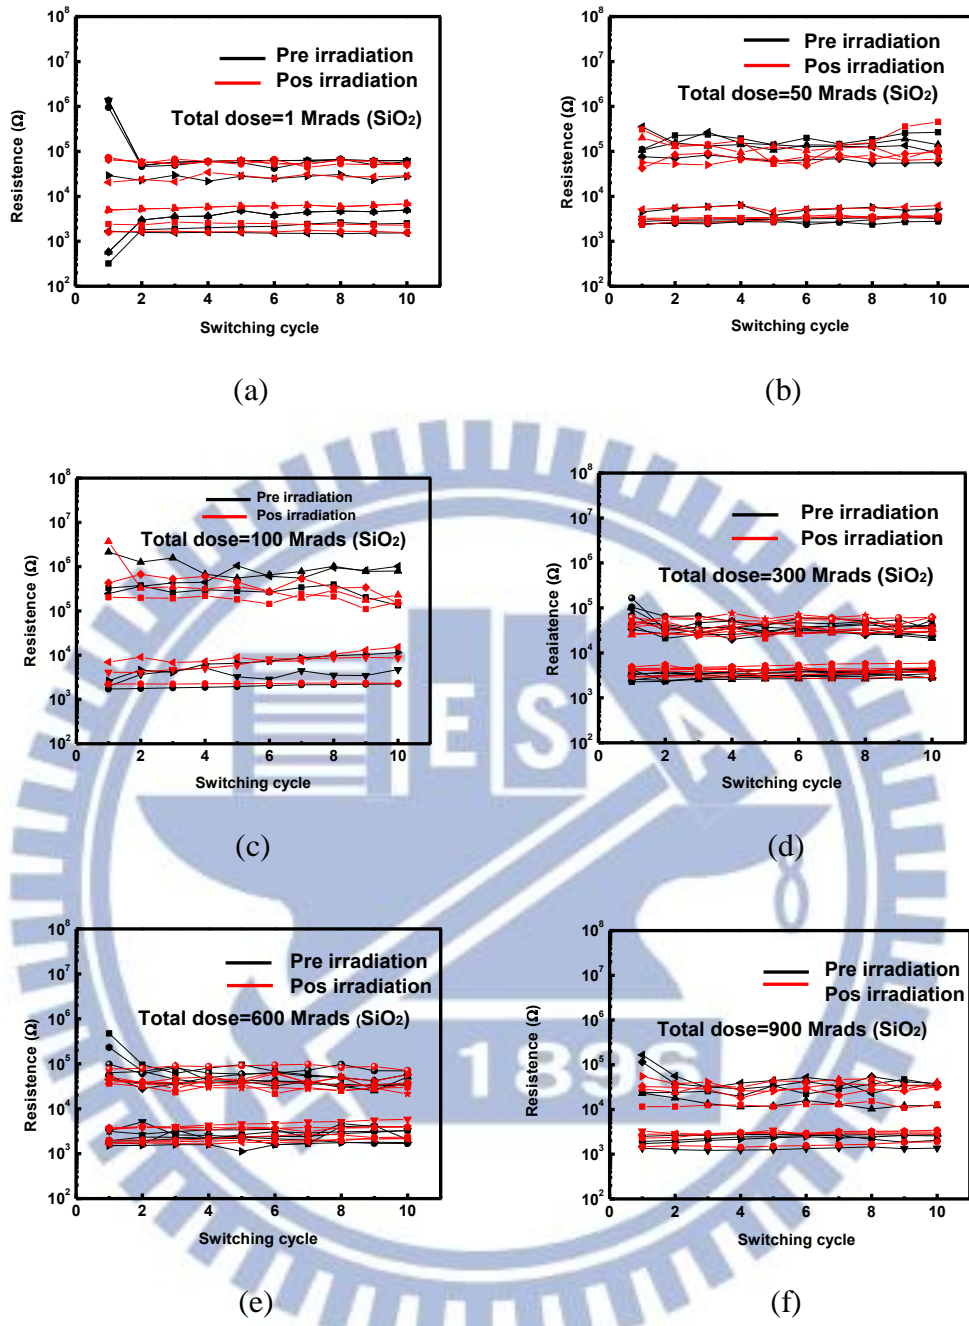 10⁸
10⁷
10⁶
10⁵
10⁴
10³
10²
Resistence (Ω)
Pre irradiation
Pos irradiation
Total dose=1 Mrads (SiO₂)
0 2 4 6 8 10
Switching cycle
(a)
10⁸
10⁷
10⁶
10⁵
10⁴
10³
10²
Resistence (Ω)
Pre irradiation
Pos irradiation
Total dose=50 Mrads (SiO₂)
0 2 4 6 8 10
Switching cycle
(b)
10⁸
10⁷
10⁶
10⁵
10⁴
10³
10²
Resistence (Ω)
Pre irradiation
Pos irradiation
Total dose=100 Mrads (SiO₂)
0 2 4 6 8 10
Switching cycle
(c)
10⁸
10⁷
10⁶
10⁵
10⁴
10³
10²
Reaiatence (Ω)
Pre irradiation
Pos irradiation
Total dose=300 Mrads (SiO₂)
0 2 4 6 8 10
Switching cycle
(d)
ES
A
10⁸
10⁷
10⁶
10⁵
10⁴
10³
10²
Resistence (Ω)
Pre irradiation
Pos irradiation
Total dose=600 Mrads (SiO₂)
0 2 4 6 8 10
Switching cycle
(e)
10⁸
10⁷
10⁶
10⁵
10⁴
10³
10²
Resistence (Ω)
Pre irradiation
Pos irradiation
Total dose=900 Mrads (SiO₂)
0 2 4 6 8 10
Switching cycle
(f)
1896